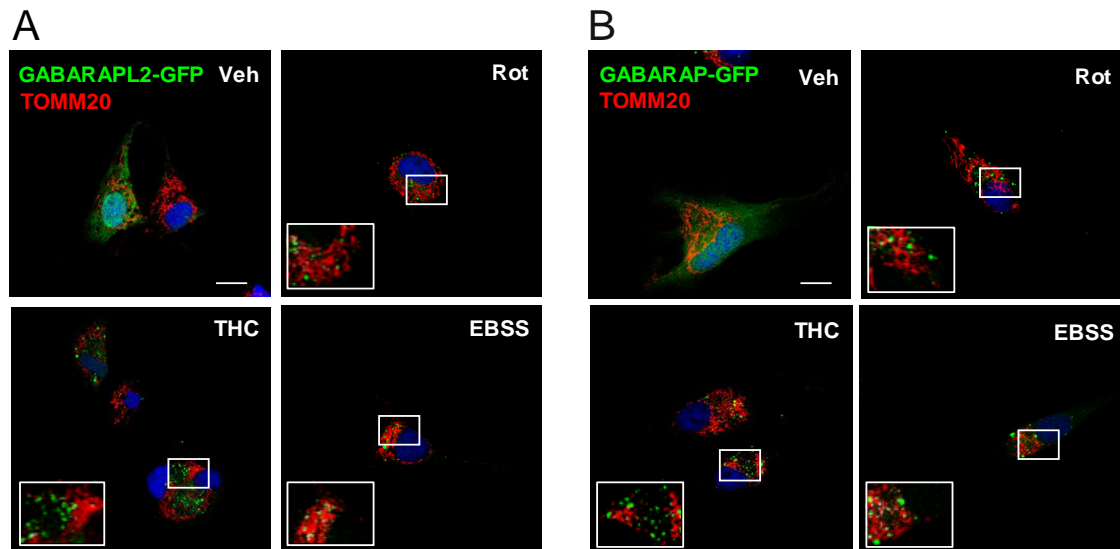 A
GABARAPL2-GFP Veh
TOMM20
Rot
THC
EBSS
B
GABARAP-GFP Veh
TOMM20
Rot
THC
EBSS